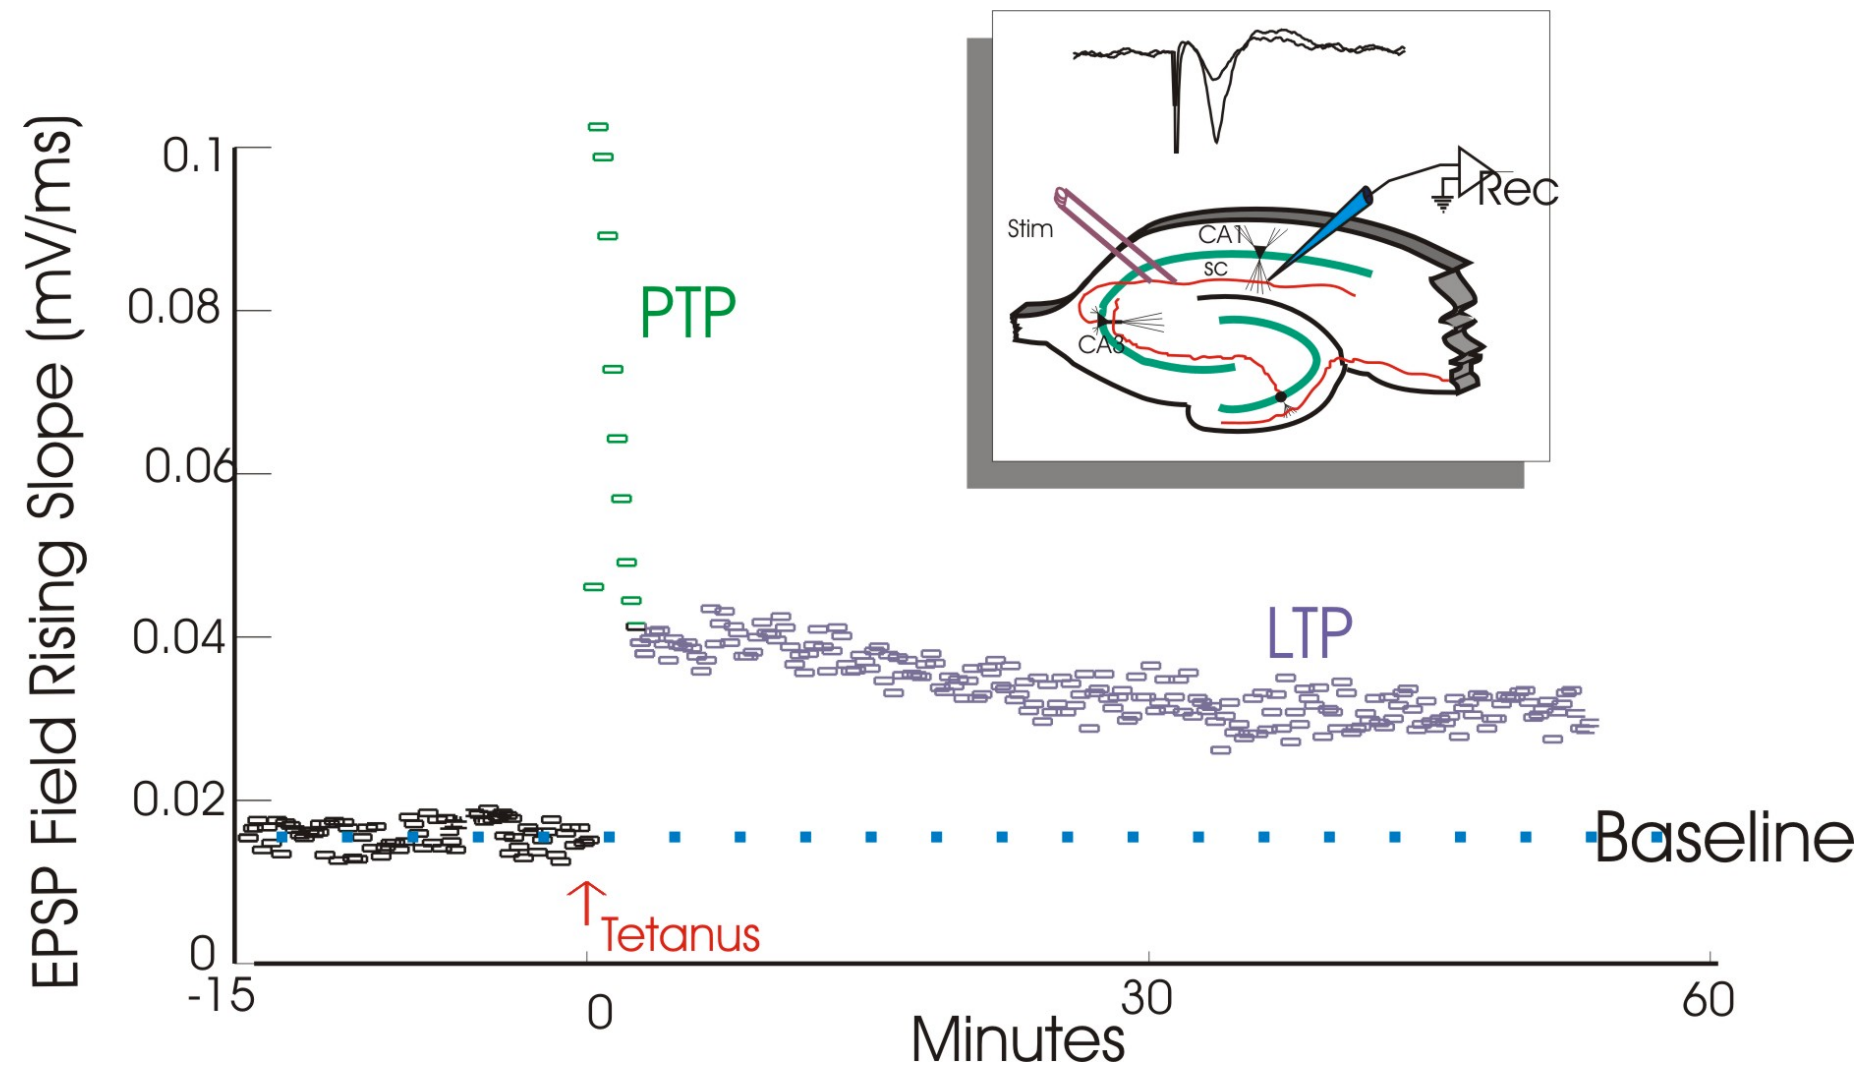 EPSP Field Rising Slope (mV/ms)
0.1
0.08
0.06
0.04
0.02
0
-15
0
30
60
Minutes
PTP
LTP
Baseline
Tetanus
Stim
Rec
CA1
SC
CA3